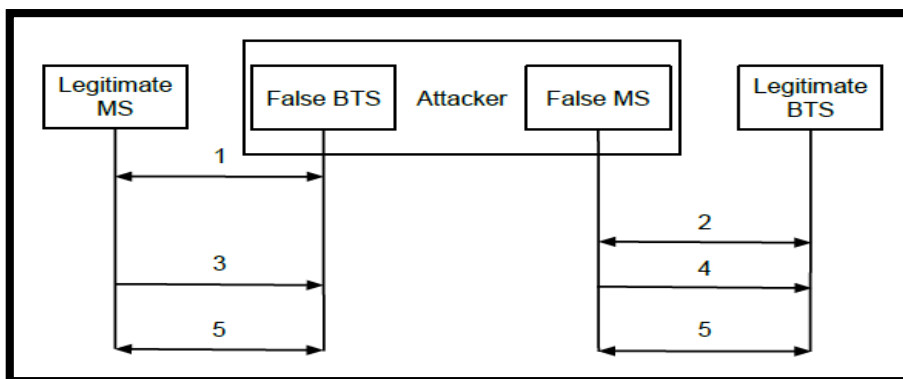 Legitimate
MS
False BTS
Attacker
False MS
Legitimate
BTS
1
2
3
4
5
5